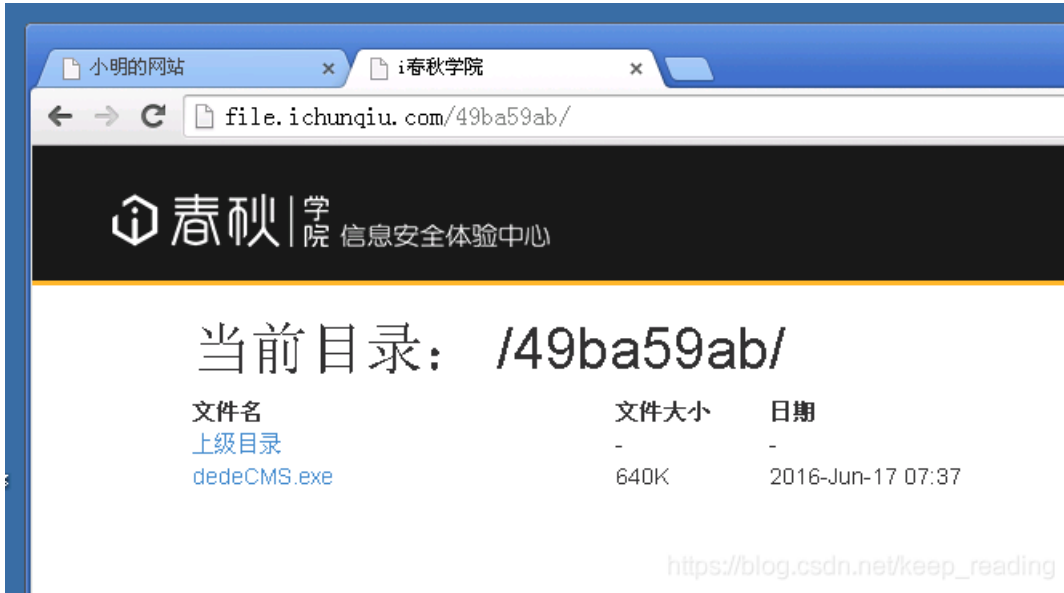 小明的网站 × i春秋学院 ×
file.ichunqiu.com/49ba59ab/
i春秋学院 信息安全体验中心
当前目录： /49ba59ab/
文件名 文件大小 日期
上级目录 - -
dedeCMS.exe 640K 2016-Jun-17 07:37
https://blog.csdn.net/keep_reading